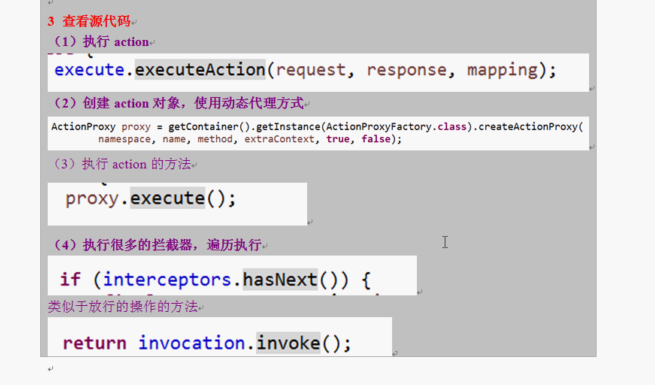 3 查看源代码
（1）执行 action
execute.executeAction(request, response, mapping);
（2）创建 action 对象，使用动态代理方式
ActionProxy proxy = getContainer().getInstance(ActionProxyFactory.class).createActionProxy(
namespace, name, method, extraContext, true, false);
（3）执行 action 的方法
proxy.execute();
（4）执行很多的拦截器，遍历执行
if (interceptors.hasNext()) {
类似于放行的操作的方法
return invocation.invoke();